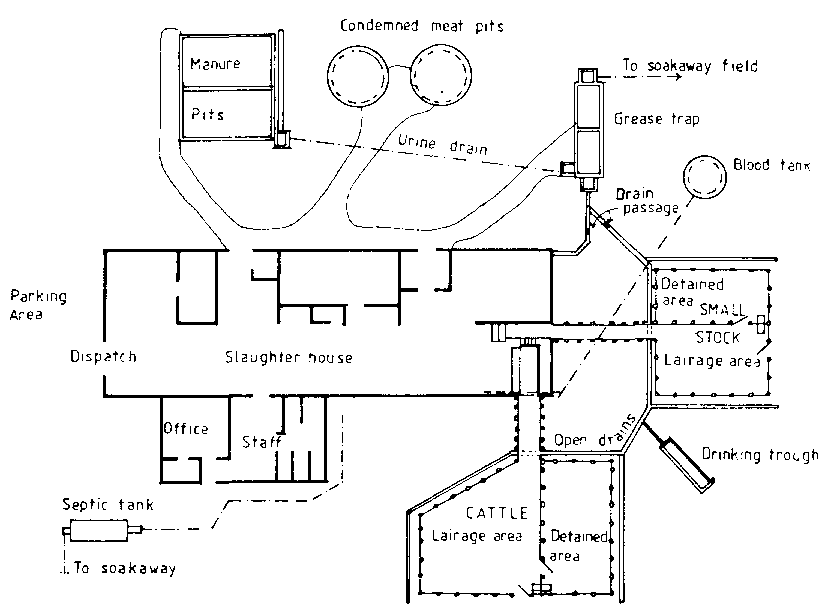 Condemned meat pits
Manure
Pits
To soakaway field
Grease trap
Urine drain
Blood tank
Drain
passage
Parking
Area
Detained
area
SMALL
STOCK
Lairage area
Dispatch
Slaughter house
Office
Staff
Open drains
Drinking trough
Septic tank
To soakaway
CATTLE
Lairage area
Detained
area